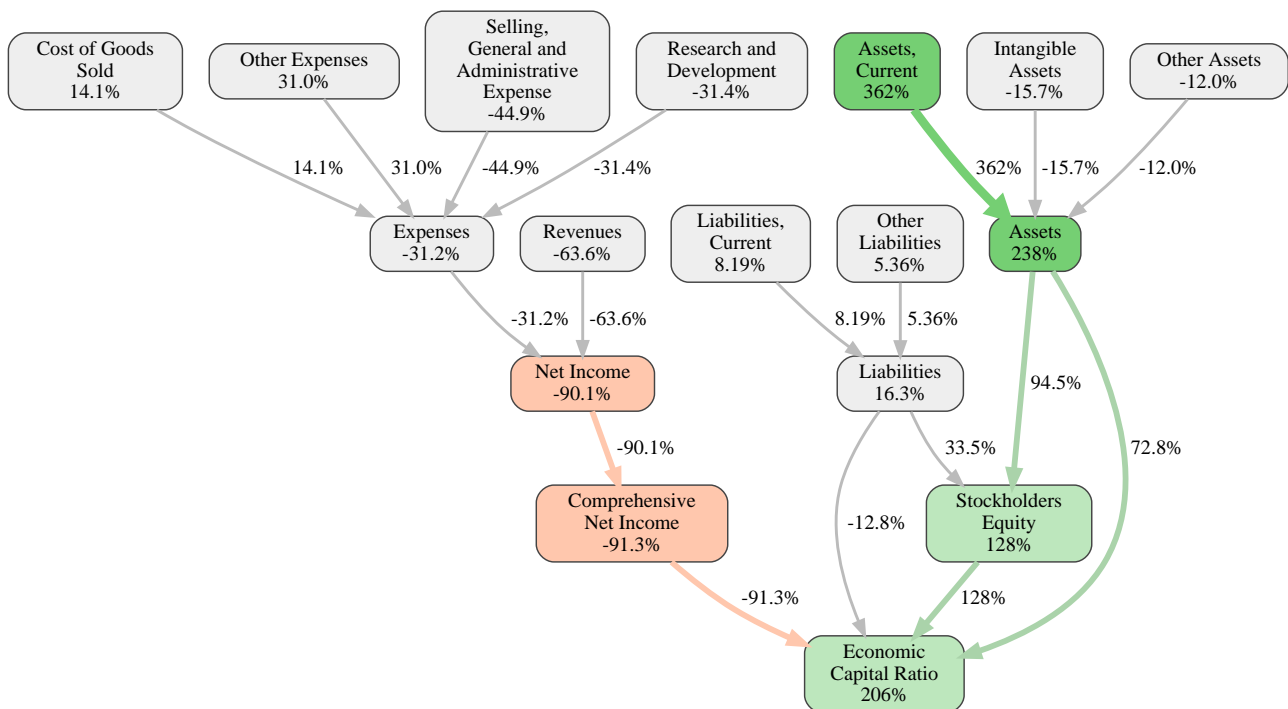 Cost of Goods
Sold
14.1%
Other Expenses
31.0%
Selling,
General and
Administrative
Expense
-44.9%
Research and
Development
-31.4%
Assets,
Current
362%
Intangible
Assets
-15.7%
Other Assets
-12.0%
14.1%
31.0%
-44.9%
-31.4%
362%
-15.7%
-12.0%
Expenses
-31.2%
Revenues
-63.6%
Liabilities,
Current
8.19%
Other
Liabilities
5.36%
Assets
238%
-31.2%
-63.6%
8.19%
5.36%
Net Income
-90.1%
Liabilities
16.3%
94.5%
72.8%
-90.1%
33.5%
Comprehensive
Net Income
-91.3%
-12.8%
Stockholders
Equity
128%
-91.3%
128%
Economic
Capital Ratio
206%